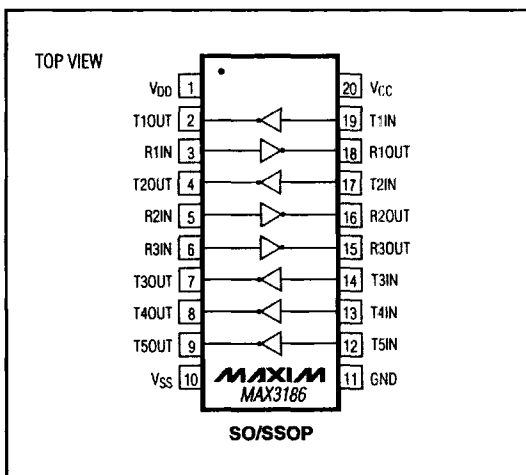 TOP VIEW
VDD 1 20 VCC
T1OUT 2 19 T1IN
R1IN 3 18 R1OUT
T2OUT 4 17 T2IN
R2IN 5 16 R2OUT
R3IN 6 15 R3OUT
T3OUT 7 14 T3IN
T4OUT 8 13 T4IN
T5OUT 9 12 T5IN
VSS 10 11 GND
MAXIM
MAX3186
SO/SSOP